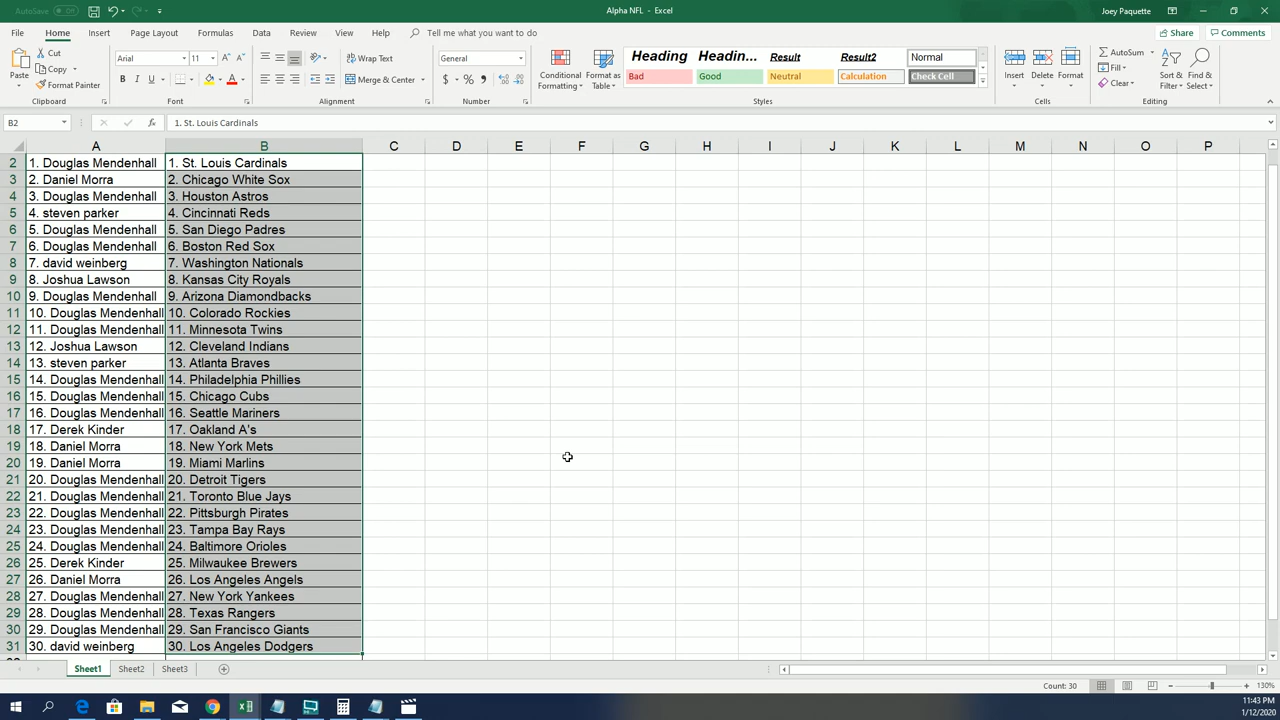 AutoSave Off Alpha NFL - Excel Joey Paquette
File Home Insert Page Layout Formulas Data Review View Help Tell me what you want to do Share Comments
Paste Cut Copy Format Painter Clipboard
Arial 11 B I U A Font
Wrap Text Merge & Center Alignment
General $ % Number
Conditional Formatting Format as Table
Heading Headin... Result Result2 Normal
Bad Good Neutral Calculation Check Cell
Styles
Insert Delete Format Cells
AutoSum Fill Clear Sort & Filter Find & Select Editing
B2 fx 1. St. Louis Cardinals
A B C D E F G H I J K L M N O P
2 1. Douglas Mendenhall 1. St. Louis Cardinals
3 2. Daniel Morra 2. Chicago White Sox
4 3. Douglas Mendenhall 3. Houston Astros
5 4. steven parker 4. Cincinnati Reds
6 5. Douglas Mendenhall 5. San Diego Padres
7 6. Douglas Mendenhall 6. Boston Red Sox
8 7. david weinberg 7. Washington Nationals
9 8. Joshua Lawson 8. Kansas City Royals
10 9. Douglas Mendenhall 9. Arizona Diamondbacks
11 10. Douglas Mendenhall 10. Colorado Rockies
12 11. Douglas Mendenhall 11. Minnesota Twins
13 12. Joshua Lawson 12. Cleveland Indians
14 13. steven parker 13. Atlanta Braves
15 14. Douglas Mendenhall 14. Philadelphia Phillies
16 15. Douglas Mendenhall 15. Chicago Cubs
17 16. Douglas Mendenhall 16. Seattle Mariners
18 17. Derek Kinder 17. Oakland A's
19 18. Daniel Morra 18. New York Mets
20 19. Daniel Morra 19. Miami Marlins
21 20. Douglas Mendenhall 20. Detroit Tigers
22 21. Douglas Mendenhall 21. Toronto Blue Jays
23 22. Douglas Mendenhall 22. Pittsburgh Pirates
24 23. Douglas Mendenhall 23. Tampa Bay Rays
25 24. Douglas Mendenhall 24. Baltimore Orioles
26 25. Derek Kinder 25. Milwaukee Brewers
27 26. Daniel Morra 26. Los Angeles Angels
28 27. Douglas Mendenhall 27. New York Yankees
29 28. Douglas Mendenhall 28. Texas Rangers
30 29. Douglas Mendenhall 29. San Francisco Giants
31 30. david weinberg 30. Los Angeles Dodgers
Sheet1 Sheet2 Sheet3
Count: 30 130%
11:43 PM
1/12/2020